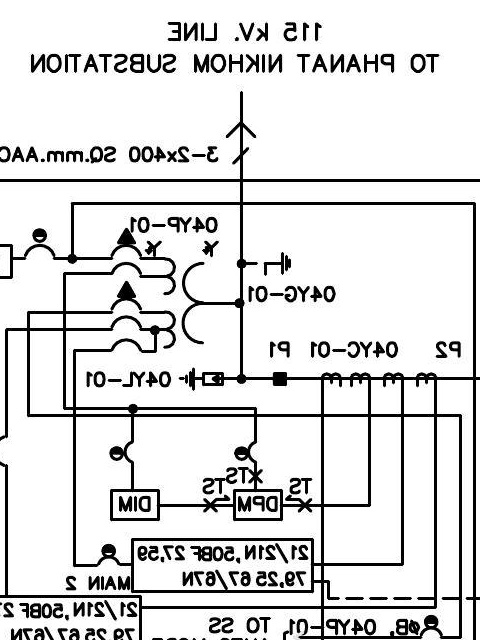 115 kV. LINE
TO PHANAT NIKHOM SUBSTATION
3-2x400 SQ.mm.AAC
04YP-01
04YG-01
P2 04YC-01 P1
04YL-01
TS
TS TS
DPM DIM
21/21N,50BF 27,59
79,25,67/67N
MAIN 2
21/21N,50BF
79,25,67/67N
ØB, 04YP-01 TO SS